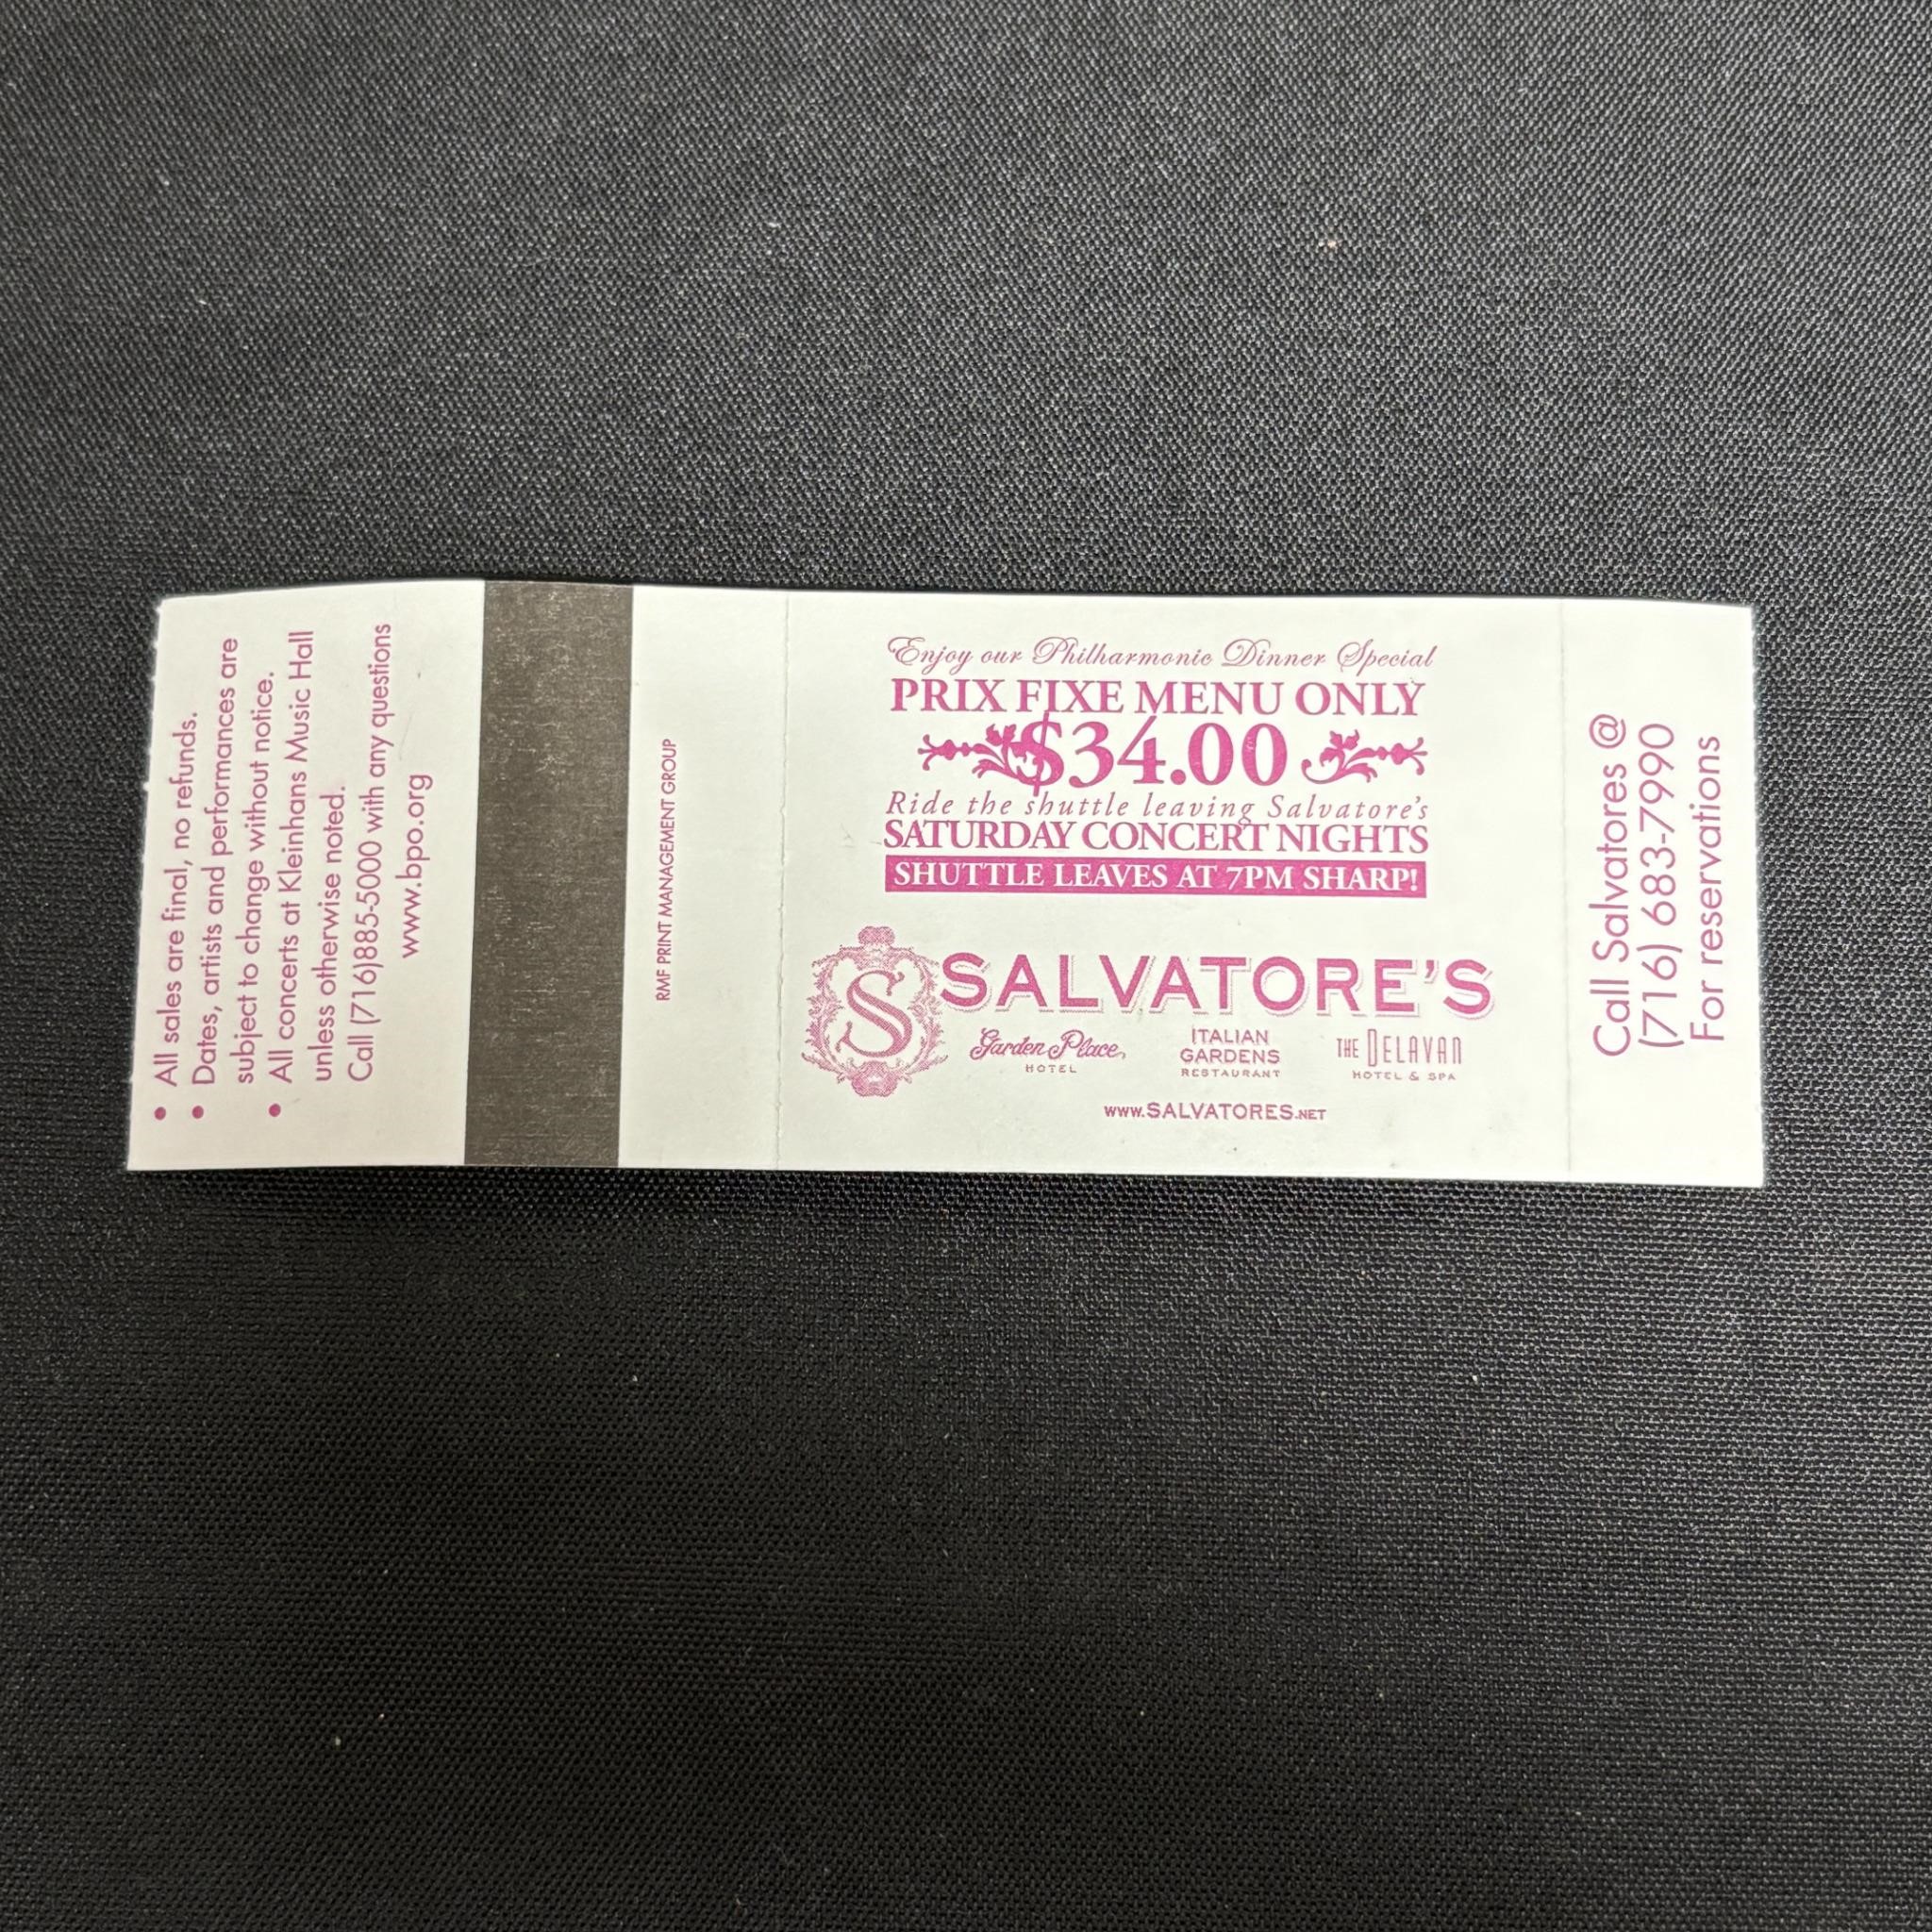 • All sales are final, no refunds.
• Dates, artists and performances are
subject to change without notice.
• All concerts at Kleinhans Music Hall
unless otherwise noted.
Call (716)885-5000 with any questions
www.bpo.org
RMF PRINT MANAGEMENT GROUP
Enjoy our Philharmonic Dinner Special
PRIX FIXE MENU ONLY
$34.00
Ride the shuttle leaving Salvatore's
SATURDAY CONCERT NIGHTS
SHUTTLE LEAVES AT 7PM SHARP!
S
SALVATORE'S
Garden Place
HOTEL
ITALIAN
GARDENS
RESTAURANT
THE DELAVAN
HOTEL & SPA
www.SALVATORES.NET
Call Salvatores @
(716) 683-7990
For reservations